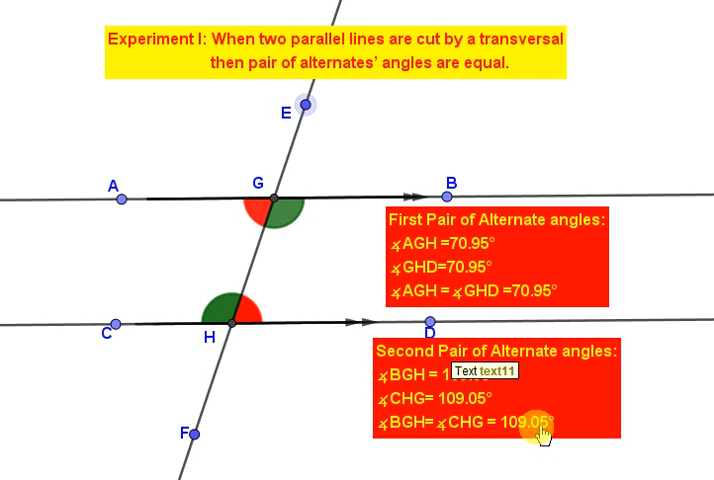 Experiment I: When two parallel lines are cut by a transversal
then pair of alternates' angles are equal.
E
A
G
B
First Pair of Alternate angles:
∡AGH =70.95°
∡GHD=70.95°
∡AGH = ∡GHD =70.95°
C
H
D
Second Pair of Alternate angles:
Text text11
∡BGH =
∡CHG= 109.05°
∡BGH= ∡CHG = 109.05°
F